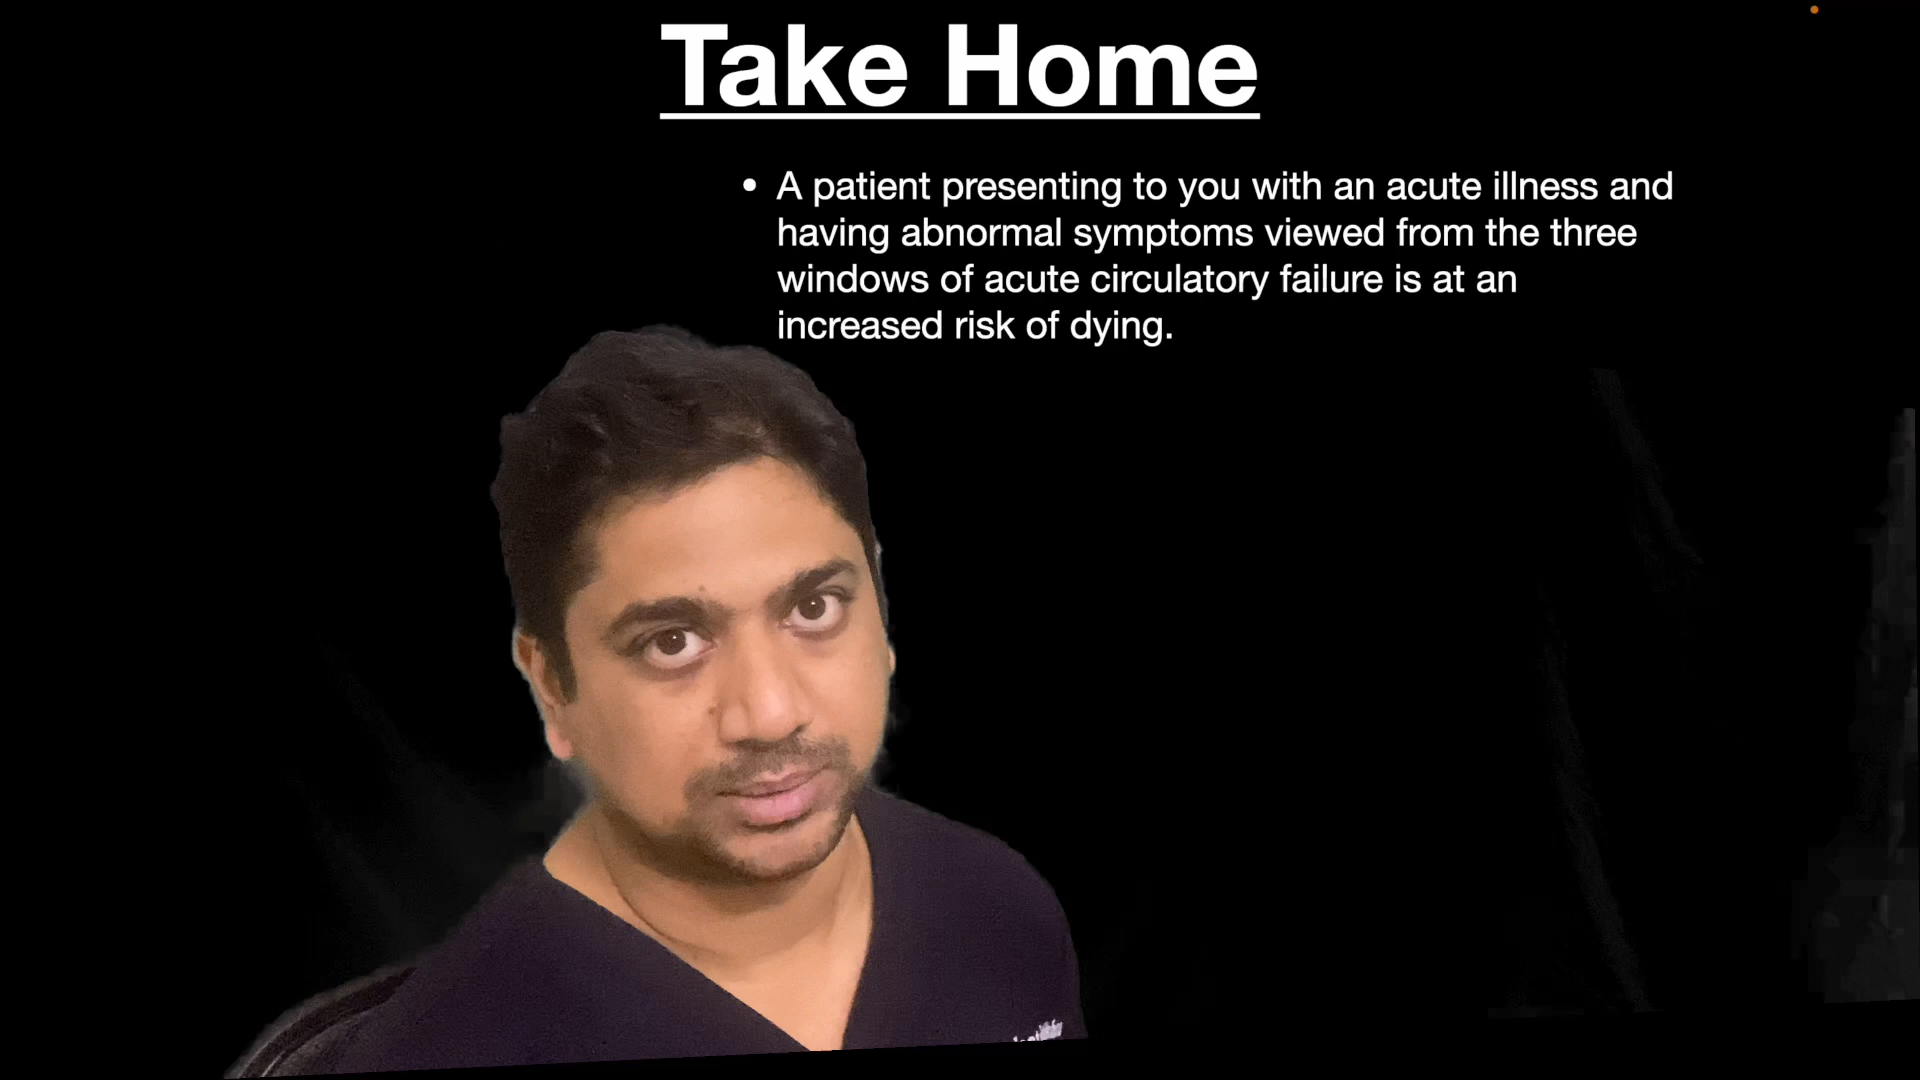 Take Home
• A patient presenting to you with an acute illness and
having abnormal symptoms viewed from the three
windows of acute circulatory failure is at an
increased risk of dying.